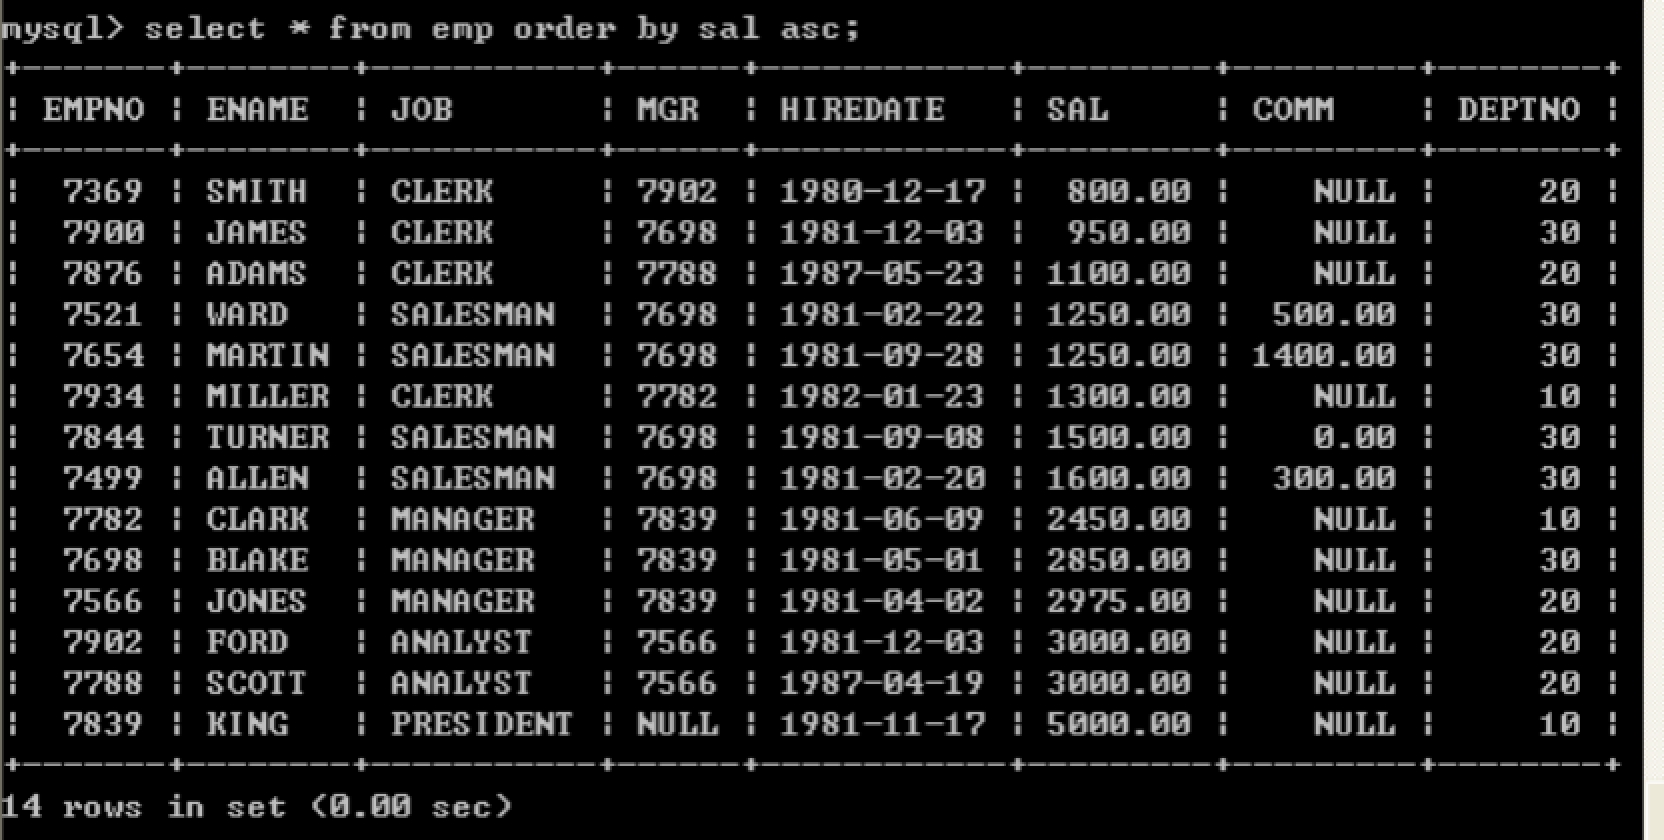 mysql> select * from emp order by sal asc;
+-------+--------+-----------+------+------------+---------+---------+--------+
| EMPNO | ENAME  | JOB       | MGR  | HIREDATE   | SAL     | COMM    | DEPTNO |
+-------+--------+-----------+------+------------+---------+---------+--------+
|  7369 | SMITH  | CLERK     | 7902 | 1980-12-17 |  800.00 |    NULL |     20 |
|  7900 | JAMES  | CLERK     | 7698 | 1981-12-03 |  950.00 |    NULL |     30 |
|  7876 | ADAMS  | CLERK     | 7788 | 1987-05-23 | 1100.00 |    NULL |     20 |
|  7521 | WARD   | SALESMAN  | 7698 | 1981-02-22 | 1250.00 |  500.00 |     30 |
|  7654 | MARTIN | SALESMAN  | 7698 | 1981-09-28 | 1250.00 | 1400.00 |     30 |
|  7934 | MILLER | CLERK     | 7782 | 1982-01-23 | 1300.00 |    NULL |     10 |
|  7844 | TURNER | SALESMAN  | 7698 | 1981-09-08 | 1500.00 |    0.00 |     30 |
|  7499 | ALLEN  | SALESMAN  | 7698 | 1981-02-20 | 1600.00 |  300.00 |     30 |
|  7782 | CLARK  | MANAGER   | 7839 | 1981-06-09 | 2450.00 |    NULL |     10 |
|  7698 | BLAKE  | MANAGER   | 7839 | 1981-05-01 | 2850.00 |    NULL |     30 |
|  7566 | JONES  | MANAGER   | 7839 | 1981-04-02 | 2975.00 |    NULL |     20 |
|  7902 | FORD   | ANALYST   | 7566 | 1981-12-03 | 3000.00 |    NULL |     20 |
|  7788 | SCOTT  | ANALYST   | 7566 | 1987-04-19 | 3000.00 |    NULL |     20 |
|  7839 | KING   | PRESIDENT | NULL | 1981-11-17 | 5000.00 |    NULL |     10 |
+-------+--------+-----------+------+------------+---------+---------+--------+
14 rows in set (0.00 sec)